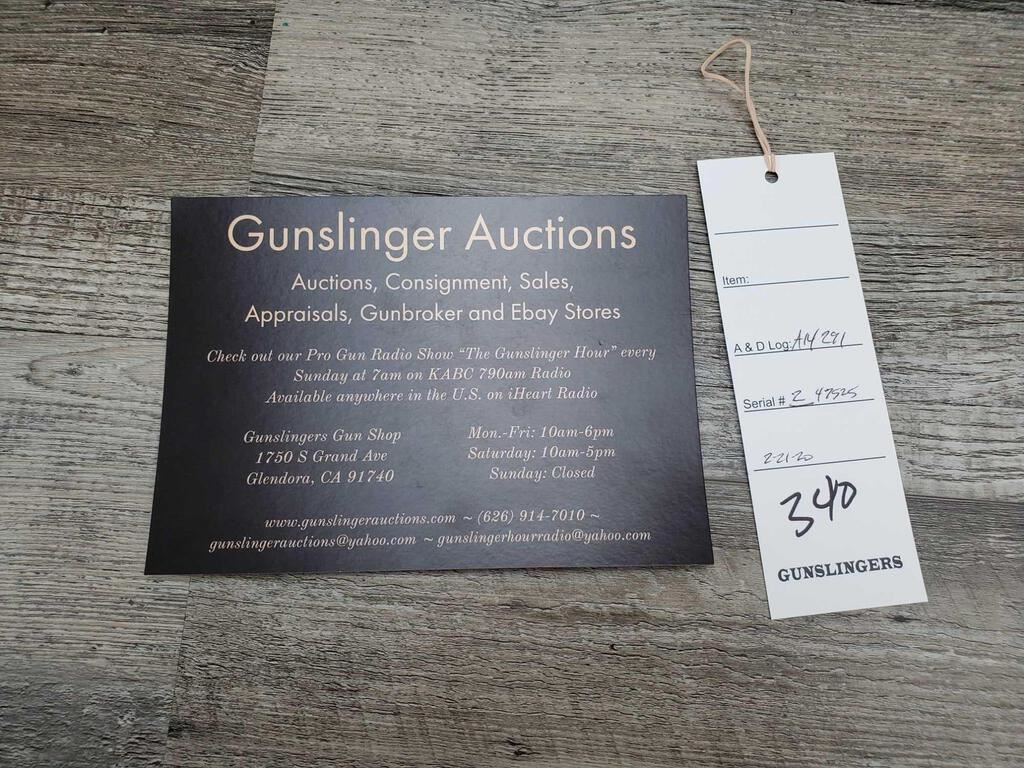 Gunslinger Auctions
Auctions, Consignment, Sales,
Appraisals, Gunbroker and Ebay Stores
Check out our Pro Gun Radio Show "The Gunslinger Hour" every
Sunday at 7am on KABC 790am Radio
Available anywhere in the U.S. on iHeart Radio
Gunslingers Gun Shop
1750 S Grand Ave
Glendora, CA 91740
Mon.-Fri: 10am-6pm
Saturday: 10am-5pm
Sunday: Closed
www.gunslingerauctions.com ~ (626) 914-7010 ~
gunslingerauctions@yahoo.com ~ gunslingerhourradio@yahoo.com
Item:
A & D Log:
Serial # 2 47525
2-21-20
340
GUNSLINGERS